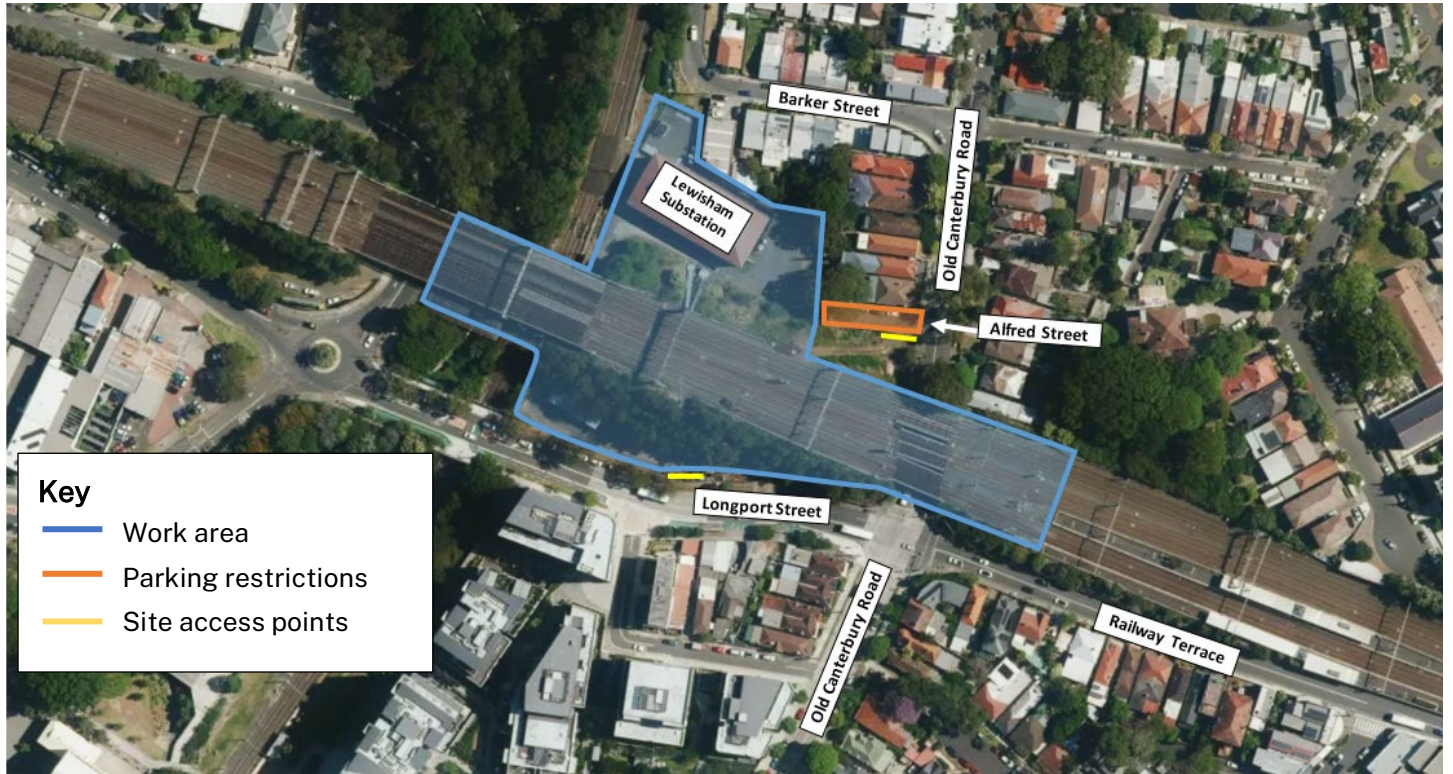 Barker Street
Old Canterbury Road
Lewisham
Substation
Alfred Street
Key
Work area
Parking restrictions
Site access points
Longport Street
Old Canterbury Road
Railway Terrace